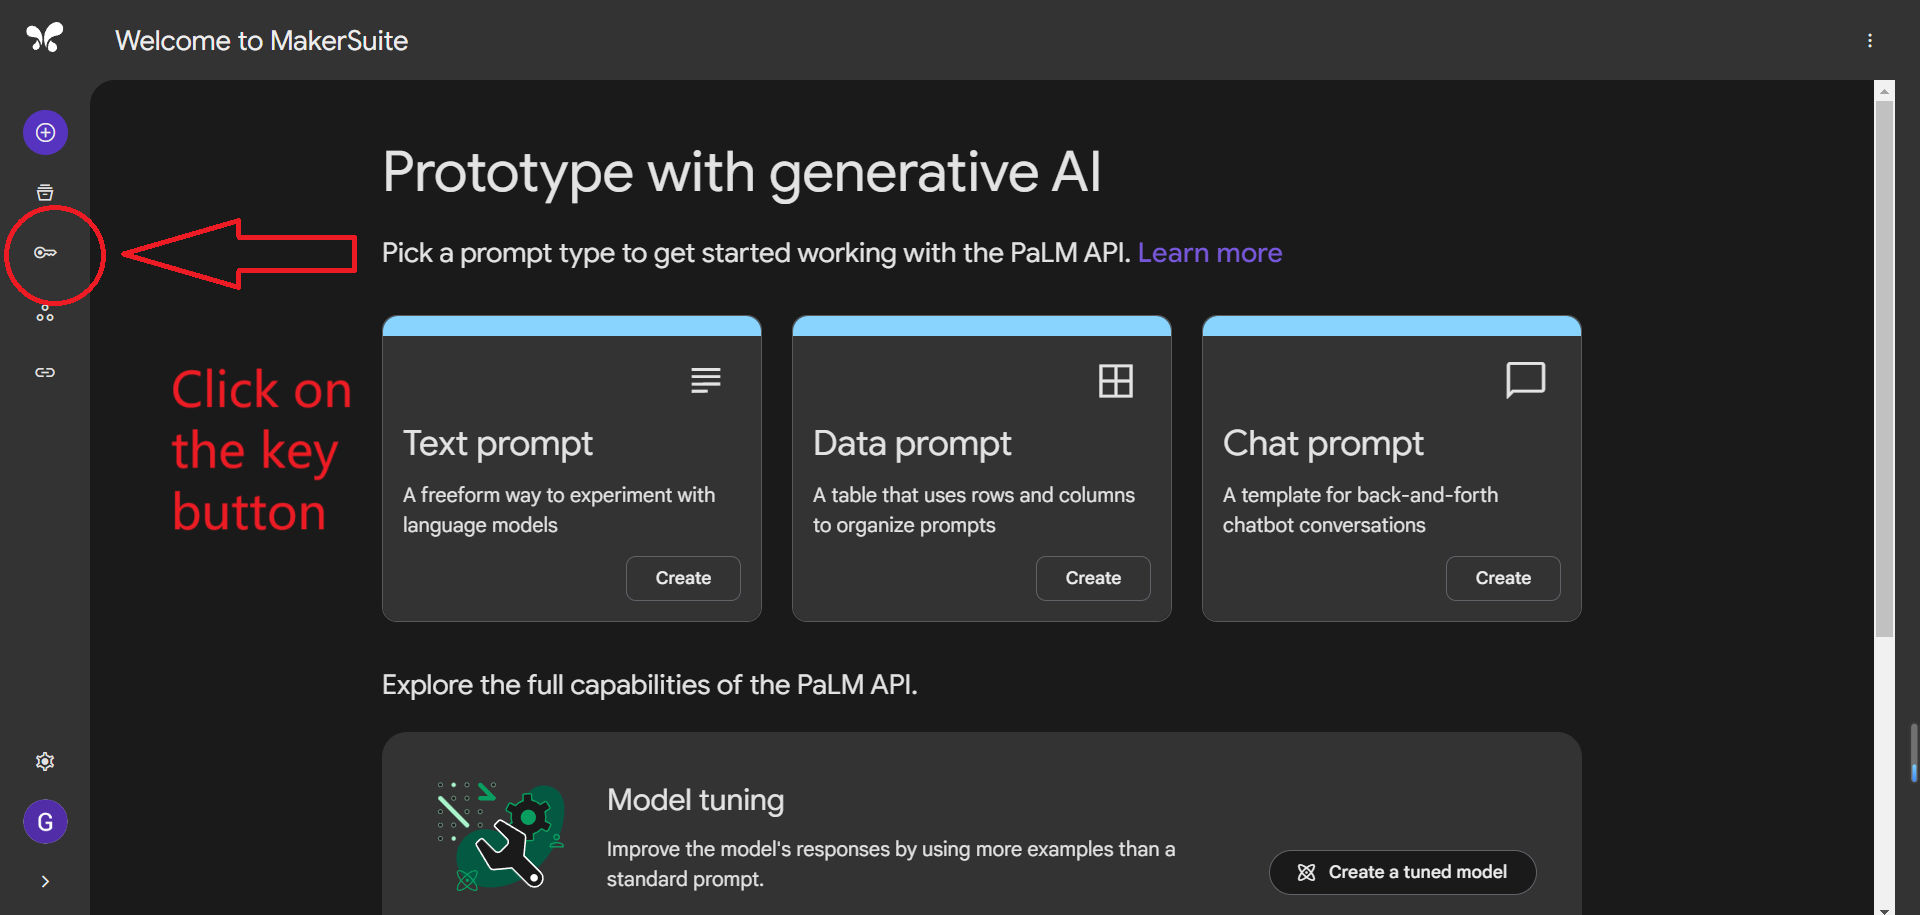 Welcome to MakerSuite
Prototype with generative AI
Pick a prompt type to get started working with the PaLM API. Learn more
Click on
the key
button
Text prompt
A freeform way to experiment with
language models
Create
Data prompt
A table that uses rows and columns
to organize prompts
Create
Chat prompt
A template for back-and-forth
chatbot conversations
Create
Explore the full capabilities of the PaLM API.
Model tuning
Improve the model's responses by using more examples than a
standard prompt.
Create a tuned model
G